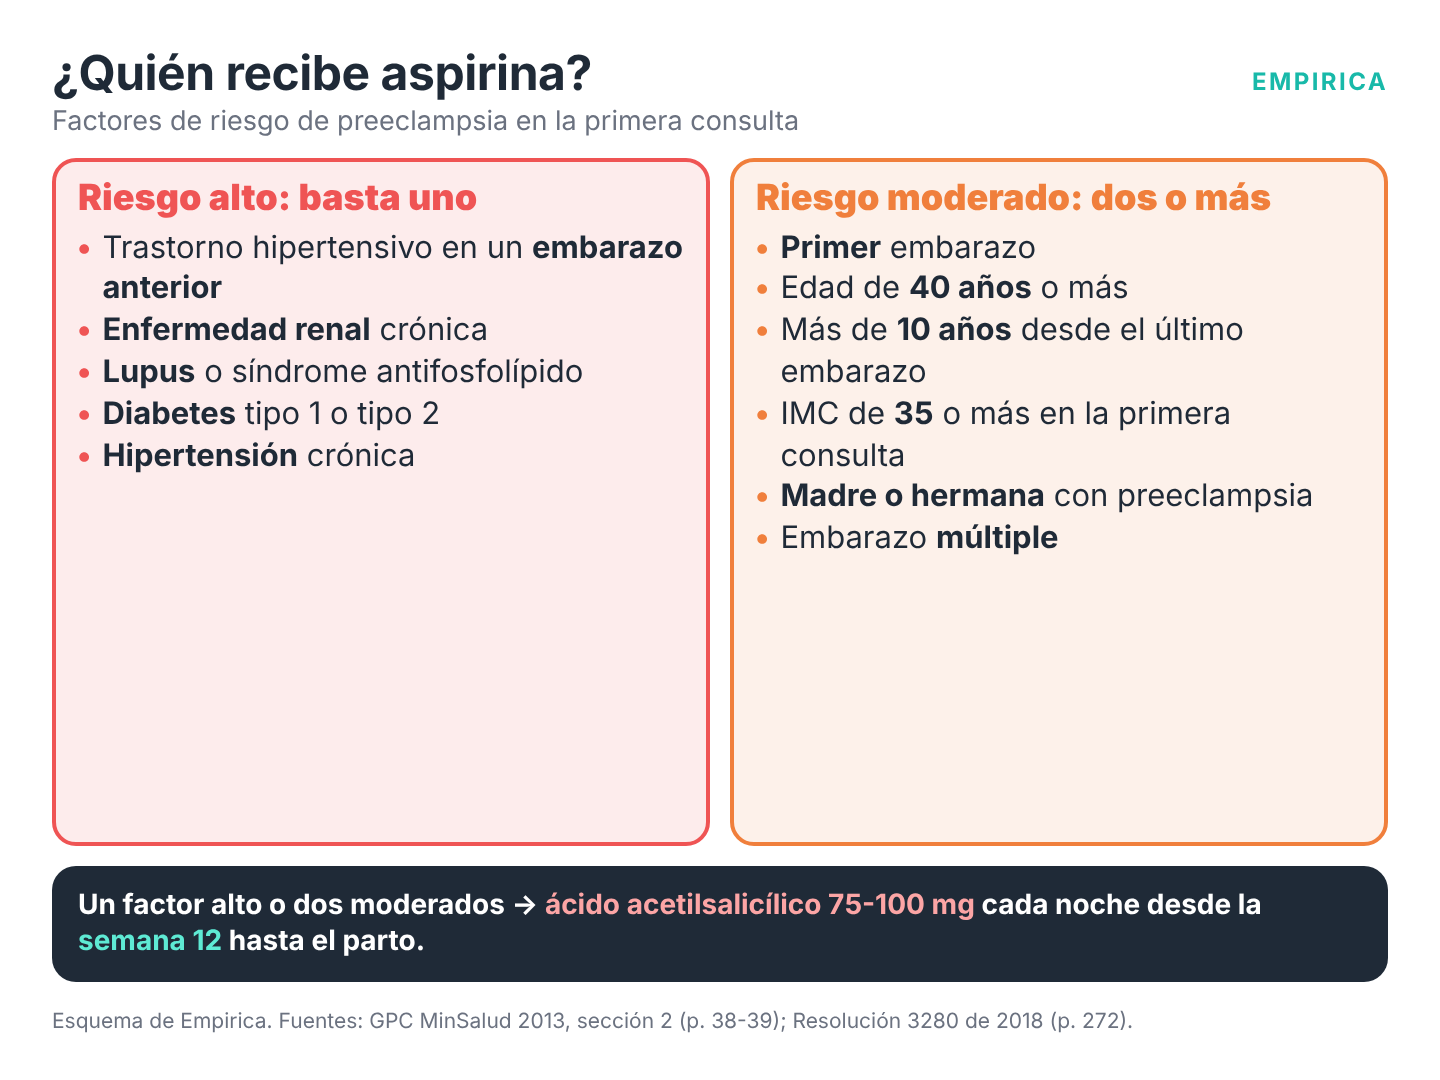 ¿Quién recibe aspirina?
EMPIRICA
Factores de riesgo de preeclampsia en la primera consulta
Riesgo alto: basta uno
• Trastorno hipertensivo en un embarazo
anterior
• Enfermedad renal crónica
• Lupus o síndrome antifosfolípido
• Diabetes tipo 1 o tipo 2
• Hipertensión crónica
Riesgo moderado: dos o más
• Primer embarazo
• Edad de 40 años o más
• Más de 10 años desde el último
embarazo
• IMC de 35 o más en la primera
consulta
• Madre o hermana con preeclampsia
• Embarazo múltiple
Un factor alto o dos moderados → ácido acetilsalicílico 75-100 mg cada noche desde la
semana 12 hasta el parto.
Esquema de Empirica. Fuentes: GPC MinSalud 2013, sección 2 (p. 38-39); Resolución 3280 de 2018 (p. 272).